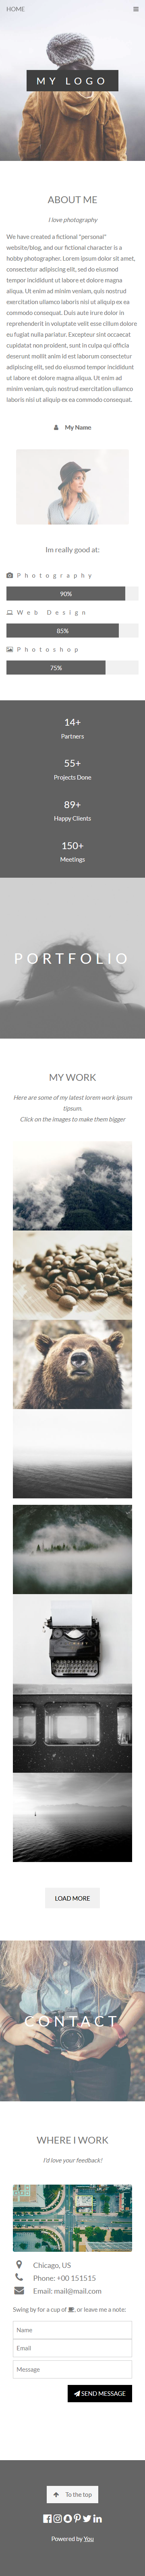 HOME
MY LOGO
ABOUT ME
I love photography
We have created a fictional "personal"
website/blog, and our fictional character is a
hobby photographer. Lorem ipsum dolor sit amet,
consectetur adipiscing elit, sed do eiusmod
tempor incididunt ut labore et dolore magna
aliqua. Ut enim ad minim veniam, quis nostrud
exercitation ullamco laboris nisi ut aliquip ex ea
commodo consequat. Duis aute irure dolor in
reprehenderit in voluptate velit esse cillum dolore
eu fugiat nulla pariatur. Excepteur sint occaecat
cupidatat non proident, sunt in culpa qui officia
deserunt mollit anim id est laborum consectetur
adipiscing elit, sed do eiusmod tempor incididunt
ut labore et dolore magna aliqua. Ut enim ad
minim veniam, quis nostrud exercitation ullamco
laboris nisi ut aliquip ex ea commodo consequat.
My Name
Im really good at:
Photography
90%
Web Design
85%
Photoshop
75%
14+
Partners
55+
Projects Done
89+
Happy Clients
150+
Meetings
PORTFOLIO
MY WORK
Here are some of my latest lorem work ipsum
tipsum.
Click on the images to make them bigger
LOAD MORE
CONTACT
WHERE I WORK
I'd love your feedback!
Chicago, US
Phone: +00 151515
Email: mail@mail.com
Swing by for a cup of , or leave me a note:
Name
Email
Message
SEND MESSAGE
To the top
Powered by You